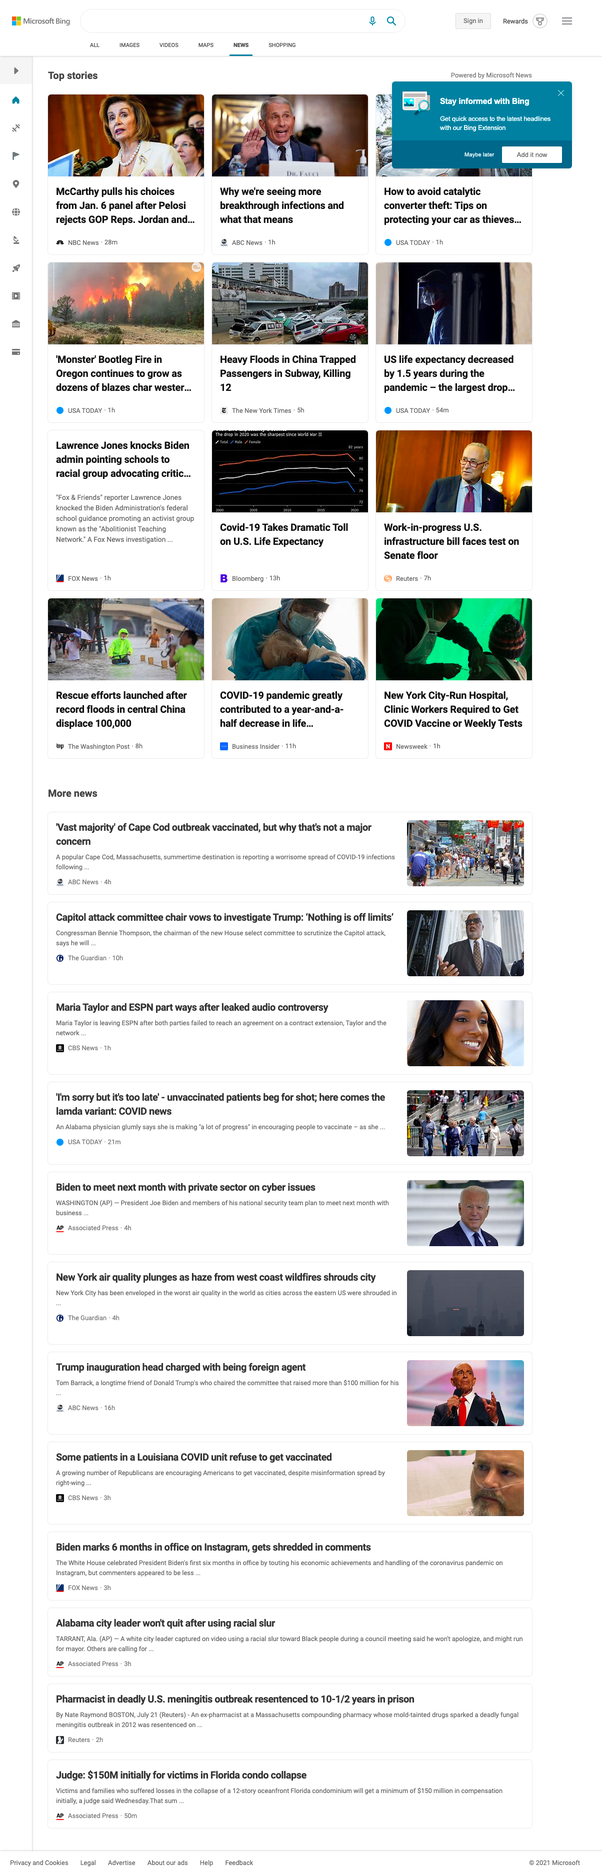 Microsoft Bing
Sign in
Rewards
ALL
IMAGES
VIDEOS
MAPS
NEWS
SHOPPING
Top stories
Powered by Microsoft News
Stay informed with Bing
Get quick access to the latest headlines
with our Bing Extension
Maybe later
Add it now
DR. FAUCI
McCarthy pulls his choices
from Jan. 6 panel after Pelosi
rejects GOP Reps. Jordan and...
NBC News · 28m
Why we're seeing more
breakthrough infections and
what that means
ABC News · 1h
How to avoid catalytic
converter theft: Tips on
protecting your car as thieves...
USA TODAY · 1h
'Monster' Bootleg Fire in
Oregon continues to grow as
dozens of blazes char wester...
USA TODAY · 1h
Heavy Floods in China Trapped
Passengers in Subway, Killing
12
The New York Times · 5h
US life expectancy decreased
by 1.5 years during the
pandemic – the largest drop...
USA TODAY · 54m
Lawrence Jones knocks Biden
admin pointing schools to
racial group advocating critic...
"Fox & Friends" reporter Lawrence Jones
knocked the Biden Administration's federal
school guidance promoting an activist group
known as the "Abolitionist Teaching
Network." A Fox News investigation ...
FOX News · 1h
The drop in 2020 was the sharpest since World War II
Total Male Female
82 years
Covid-19 Takes Dramatic Toll
on U.S. Life Expectancy
Bloomberg · 13h
Work-in-progress U.S.
infrastructure bill faces test on
Senate floor
Reuters · 7h
Rescue efforts launched after
record floods in central China
displace 100,000
The Washington Post · 8h
COVID-19 pandemic greatly
contributed to a year-and-a-
half decrease in life...
Business Insider · 11h
New York City-Run Hospital,
Clinic Workers Required to Get
COVID Vaccine or Weekly Tests
Newsweek · 1h
More news
'Vast majority' of Cape Cod outbreak vaccinated, but why that's not a major
concern
A popular Cape Cod, Massachusetts, summertime destination is reporting a worrisome spread of COVID-19 infections
following ...
ABC News · 4h
Capitol attack committee chair vows to investigate Trump: 'Nothing is off limits'
Congressman Bennie Thompson, the chairman of the new House select committee to scrutinize the Capitol attack,
says he will ...
The Guardian · 10h
Maria Taylor and ESPN part ways after leaked audio controversy
Maria Taylor is leaving ESPN after both parties failed to reach an agreement on a contract extension, Taylor and the
network ...
CBS News · 1h
'I'm sorry but it's too late' - unvaccinated patients beg for shot; here comes the
lamda variant: COVID news
An Alabama physician glumly says she is making "a lot of progress" in encouraging people to vaccinate – as she ...
USA TODAY · 21m
Biden to meet next month with private sector on cyber issues
WASHINGTON (AP) — President Joe Biden and members of his national security team plan to meet next month with
business ...
AP Associated Press · 4h
New York air quality plunges as haze from west coast wildfires shrouds city
New York City has been enveloped in the worst air quality in the world as cities across the eastern US were shrouded in
...
The Guardian · 4h
Trump inauguration head charged with being foreign agent
Tom Barrack, a longtime friend of Donald Trump's who chaired the committee that raised more than $100 million for his
...
ABC News · 16h
Some patients in a Louisiana COVID unit refuse to get vaccinated
A growing number of Republicans are encouraging Americans to get vaccinated, despite misinformation spread by
right-wing ...
CBS News · 3h
Biden marks 6 months in office on Instagram, gets shredded in comments
The White House celebrated President Biden's first six months in office by touting his economic achievements and handling of the coronavirus pandemic on
Instagram, but commenters appeared to be less ...
FOX News · 3h
Alabama city leader won't quit after using racial slur
TARRANT, Ala. (AP) — A white city leader captured on video using a racial slur toward Black people during a council meeting said he won't apologize, and might run
for mayor. Others are calling for ...
AP Associated Press · 3h
Pharmacist in deadly U.S. meningitis outbreak resentenced to 10-1/2 years in prison
By Nate Raymond BOSTON, July 21 (Reuters) - An ex-pharmacist at a Massachusetts compounding pharmacy whose mold-tainted drugs sparked a deadly fungal
meningitis outbreak in 2012 was resentenced on ...
Reuters · 2h
Judge: $150M initially for victims in Florida condo collapse
Victims and families who suffered losses in the collapse of a 12-story oceanfront Florida condominium will get a minimum of $150 million in compensation
initially, a judge said Wednesday.That sum ...
AP Associated Press · 50m
Privacy and Cookies
Legal
Advertise
About our ads
Help
Feedback
© 2021 Microsoft